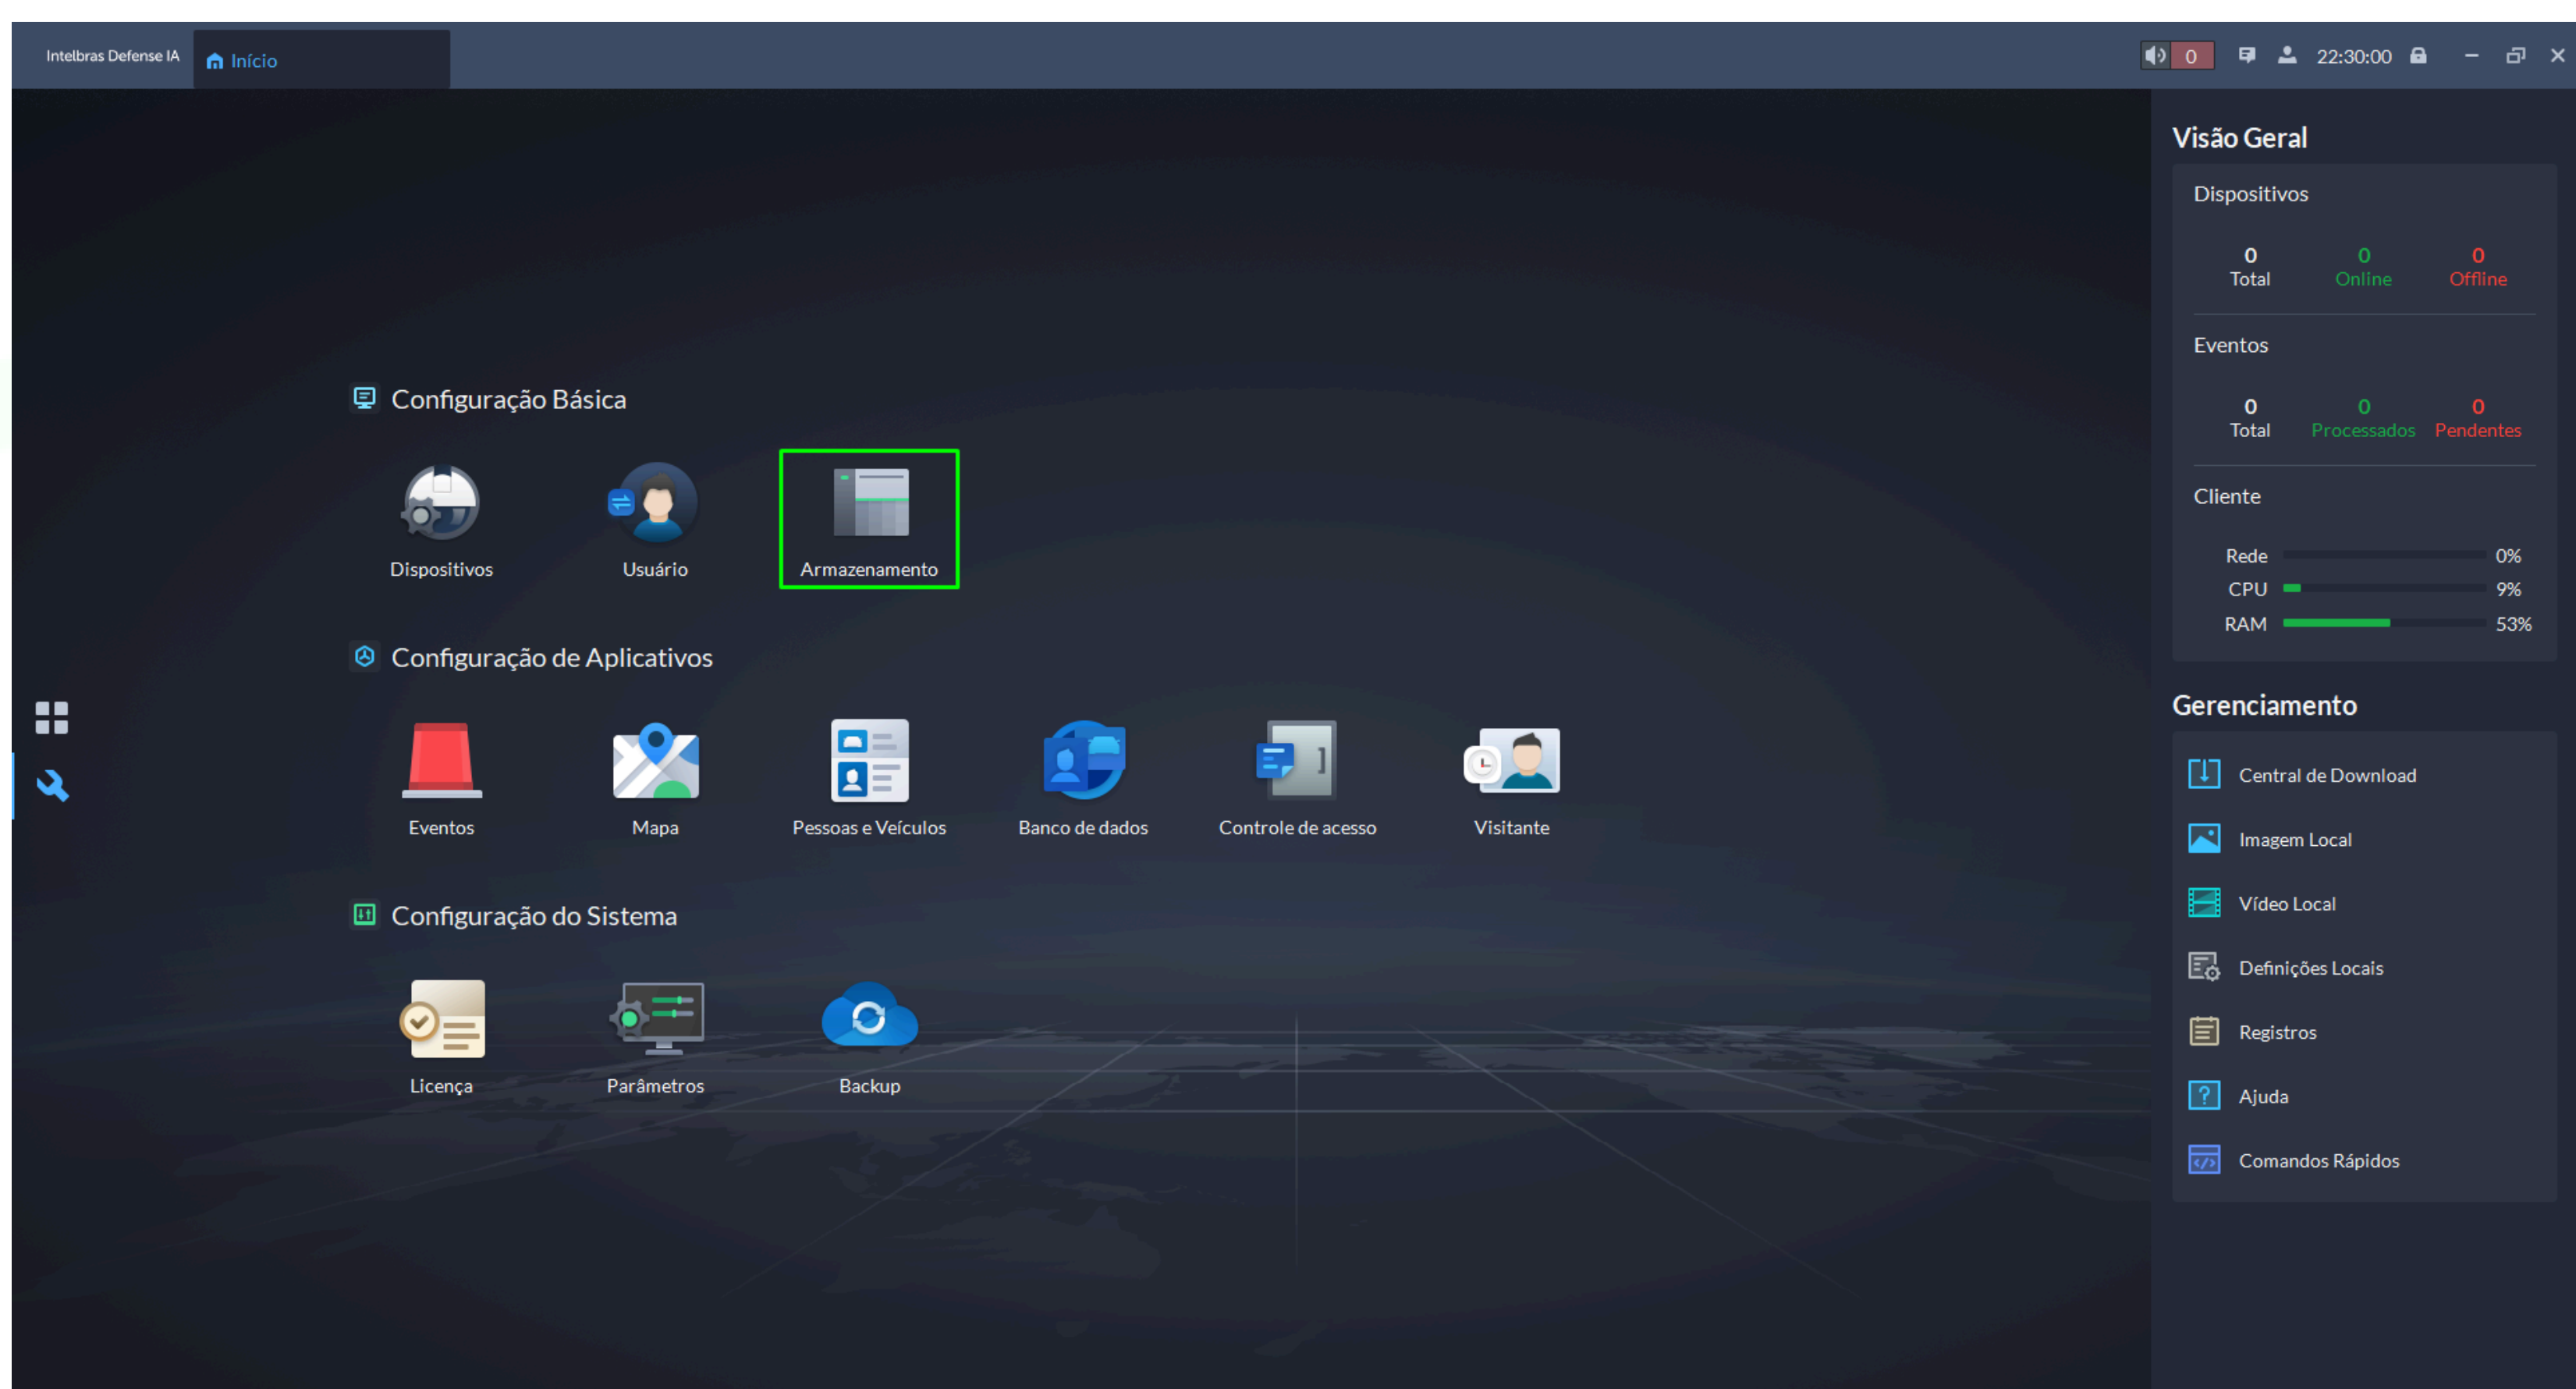 Intelbras Defense IA
Início
0
22:30:00
Visão Geral
Dispositivos
0 0 0
Total Online Offline
Eventos
0 0 0
Total Processados Pendentes
Cliente
Rede 0%
CPU 9%
RAM 53%
Gerenciamento
Central de Download
Imagem Local
Vídeo Local
Definições Locais
Registros
Ajuda
Comandos Rápidos
Configuração Básica
Dispositivos Usuário Armazenamento
Configuração de Aplicativos
Eventos Mapa Pessoas e Veículos Banco de dados Controle de acesso Visitante
Configuração do Sistema
Licença Parâmetros Backup